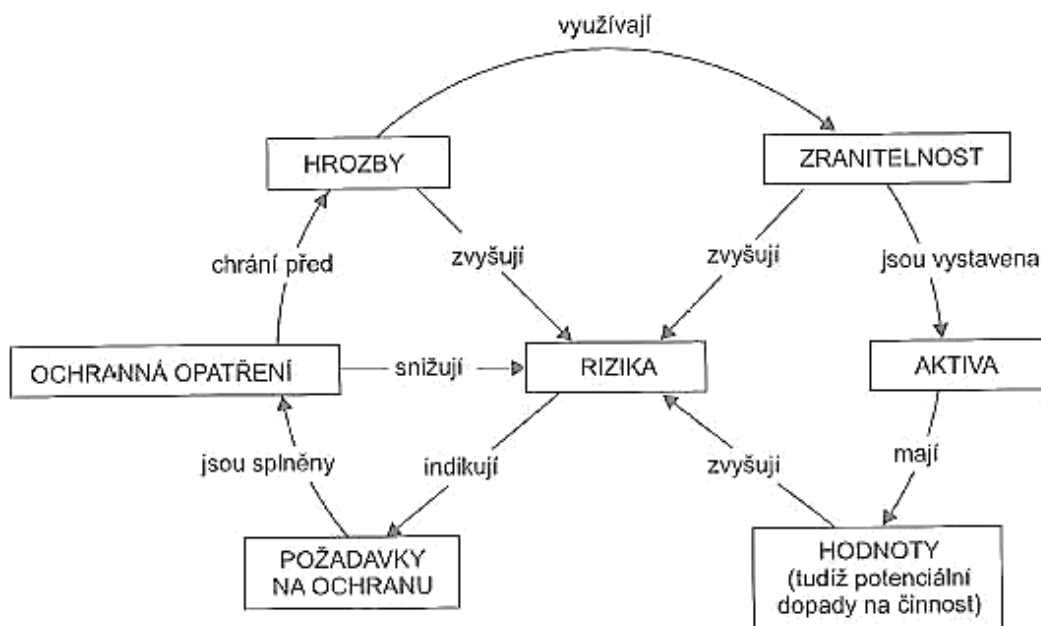 využívají
HROZBY
ZRANITELNOST
chrání před
zvyšují
zvyšují
jsou vystavena
OCHRANNÁ OPATŘENÍ
snižují
RIZIKA
AKTIVA
jsou splněny
indikují
zvyšují
mají
POŽADAVKY
NA OCHRANU
HODNOTY
(tudíž potenciální
dopady na činnost)